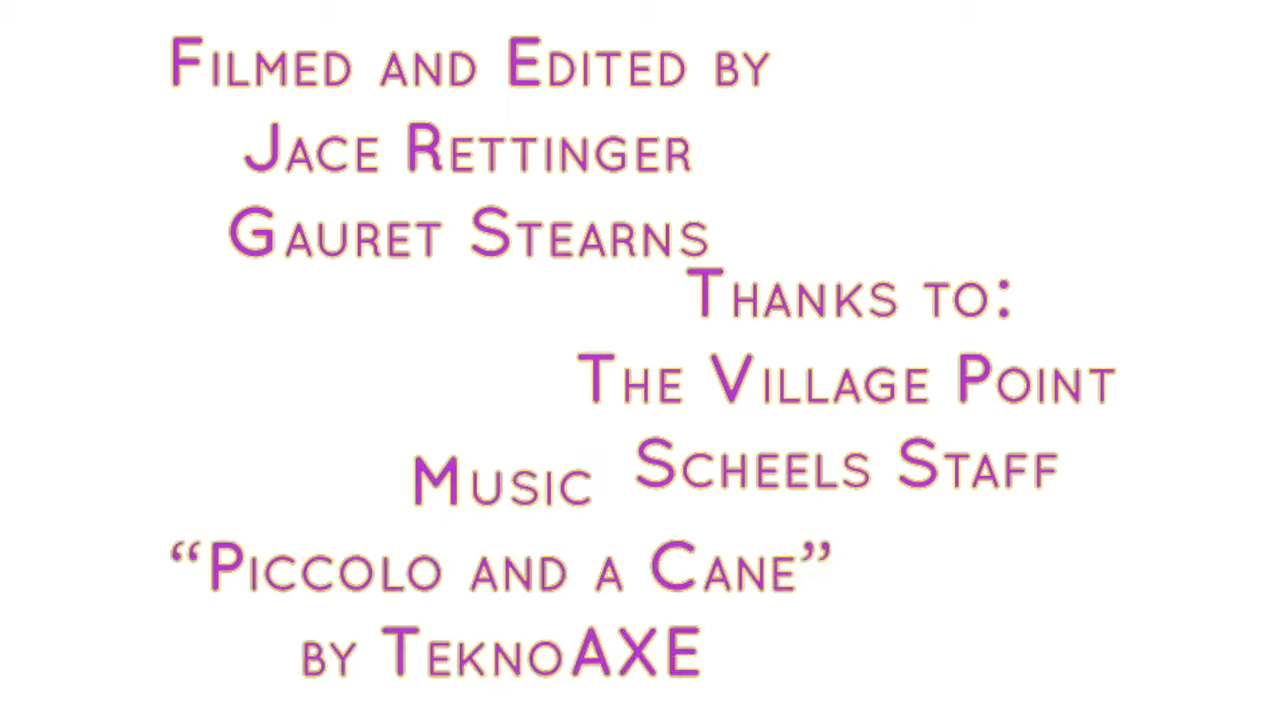 Filmed and Edited by
Jace Rettinger
Gauret Stearns
Thanks to:
The Village Point
Scheels Staff
Music
“Piccolo and a Cane”
by TeknoAXE